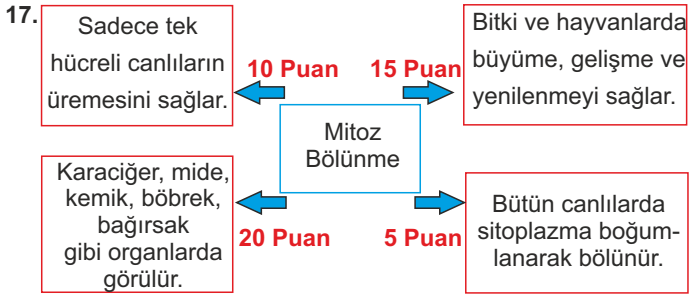 17.
Sadece tek
hücreli canlıların
üremesini sağlar.
10 Puan
15 Puan
Bitki ve hayvanlarda
büyüme, gelişme ve
yenilenmeyi sağlar.
Mitoz
Bölünme
Karaciğer, mide,
kemik, böbrek,
bağırsak
gibi organlarda
görülür.
20 Puan
5 Puan
Bütün canlılarda
sitoplazma boğum-
lanarak bölünür.